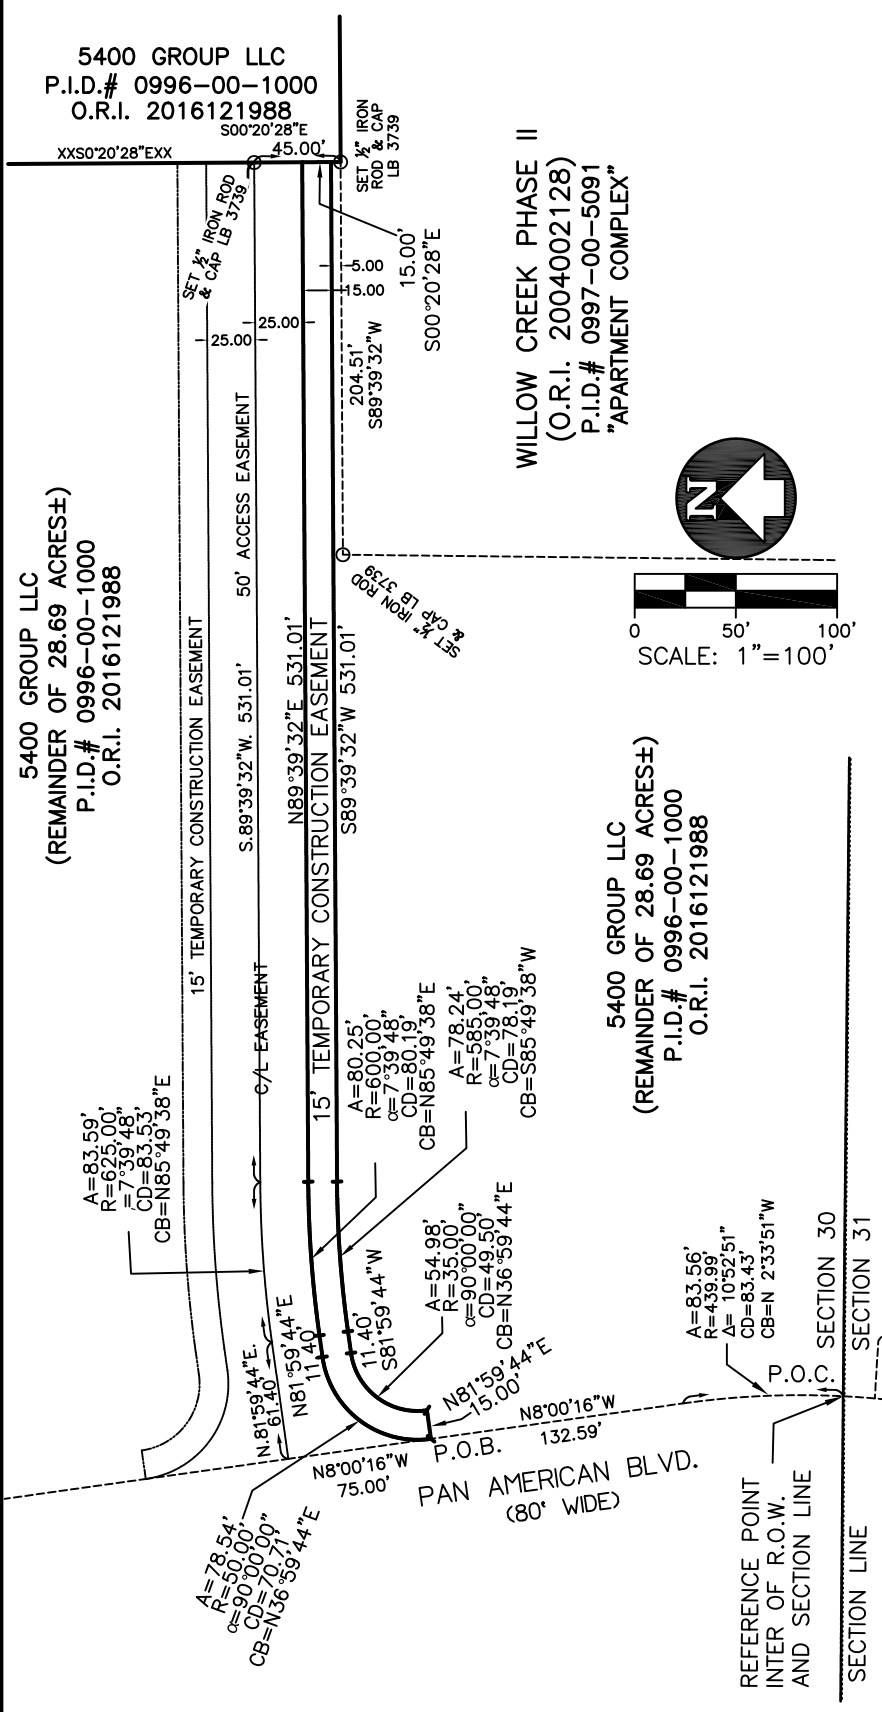 5400 GROUP LLC
P.I.D.# 0996-00-1000
O.R.I. 2016121988
S00°20'28"E
45.00'
XXS0°20'28"EXX
SET ½" IRON
ROD & CAP
LB 3739
SET ½" IRON ROD
& CAP LB 3739
5.00
15.00
25.00
25.00
15.00'
S00°20'28"E
204.51'
S89°39'32"W
WILLOW CREEK PHASE II
(O.R.I. 2004002128)
P.I.D.# 0997-00-5091
"APARTMENT COMPLEX"
5400 GROUP LLC
(REMAINDER OF 28.69 ACRES±)
P.I.D.# 0996-00-1000
O.R.I. 2016121988
50' ACCESS EASEMENT
SET ½" IRON ROD
& CAP LB 3739
N
0 50' 100'
SCALE: 1"=100'
15' TEMPORARY CONSTRUCTION EASEMENT
S.89°39'32"W. 531.01'
N89°39'32"E 531.01'
15' TEMPORARY CONSTRUCTION EASEMENT
S89°39'32"W 531.01'
C/L EASEMENT
5400 GROUP LLC
(REMAINDER OF 28.69 ACRES±)
P.I.D.# 0996-00-1000
O.R.I. 2016121988
A=83.59'
R=625.00'
=7°39'48"
CD=83.53'
CB=N85°49'38"E
A=80.25'
R=600.00'
α=7°39'48"
CD=80.19'
CB=N85°49'38"E
A=78.24'
R=585.00'
α=7°39'48"
CD=78.19'
CB=S85°49'38"W
A=54.98'
R=35.00'
α=90°00'00"
CD=49.50'
CB=N36°59'44"E
N.81°59'44"E.
61.40'
N81°59'44"E
11.40'
11.40'
S81°59'44"W
N81°59'44"E
15.00'
A=83.56'
R=439.99'
Δ= 10°52'51"
CD=83.43'
CB=N 2°33'51"W
SECTION 30
SECTION 31
P.O.C.
N8°00'16"W
132.59'
P.O.B.
N8°00'16"W
75.00'
PAN AMERICAN BLVD.
(80' WIDE)
A=78.54'
R=50.00'
α=90°00'00"
CD=70.71'
CB=N36°59'44"E
REFERENCE POINT
INTER OF R.O.W.
AND SECTION LINE
SECTION LINE